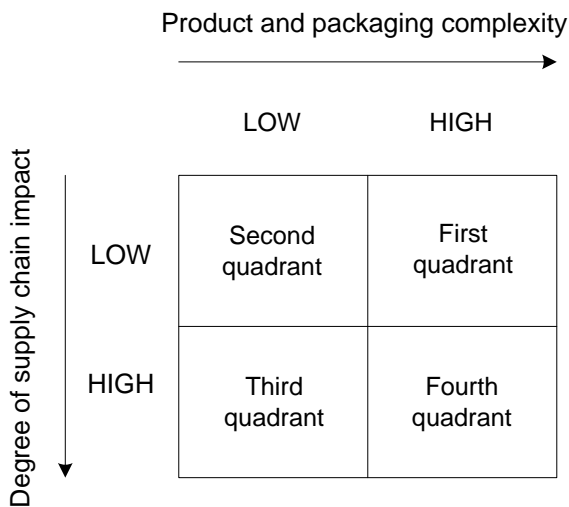 Product and packaging complexity
LOW HIGH
Degree of supply chain impact
LOW
Second
quadrant
First
quadrant
HIGH
Third
quadrant
Fourth
quadrant